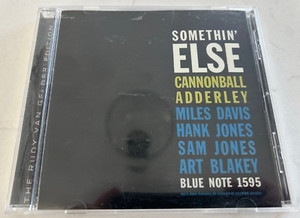 SOMETHIN'
ELSE
CANNONBALL
ADDERLEY
MILES DAVIS
HANK JONES
SAM JONES
ART BLAKEY
BLUE NOTE 1595
THE RUDY VAN GELDER EDITION